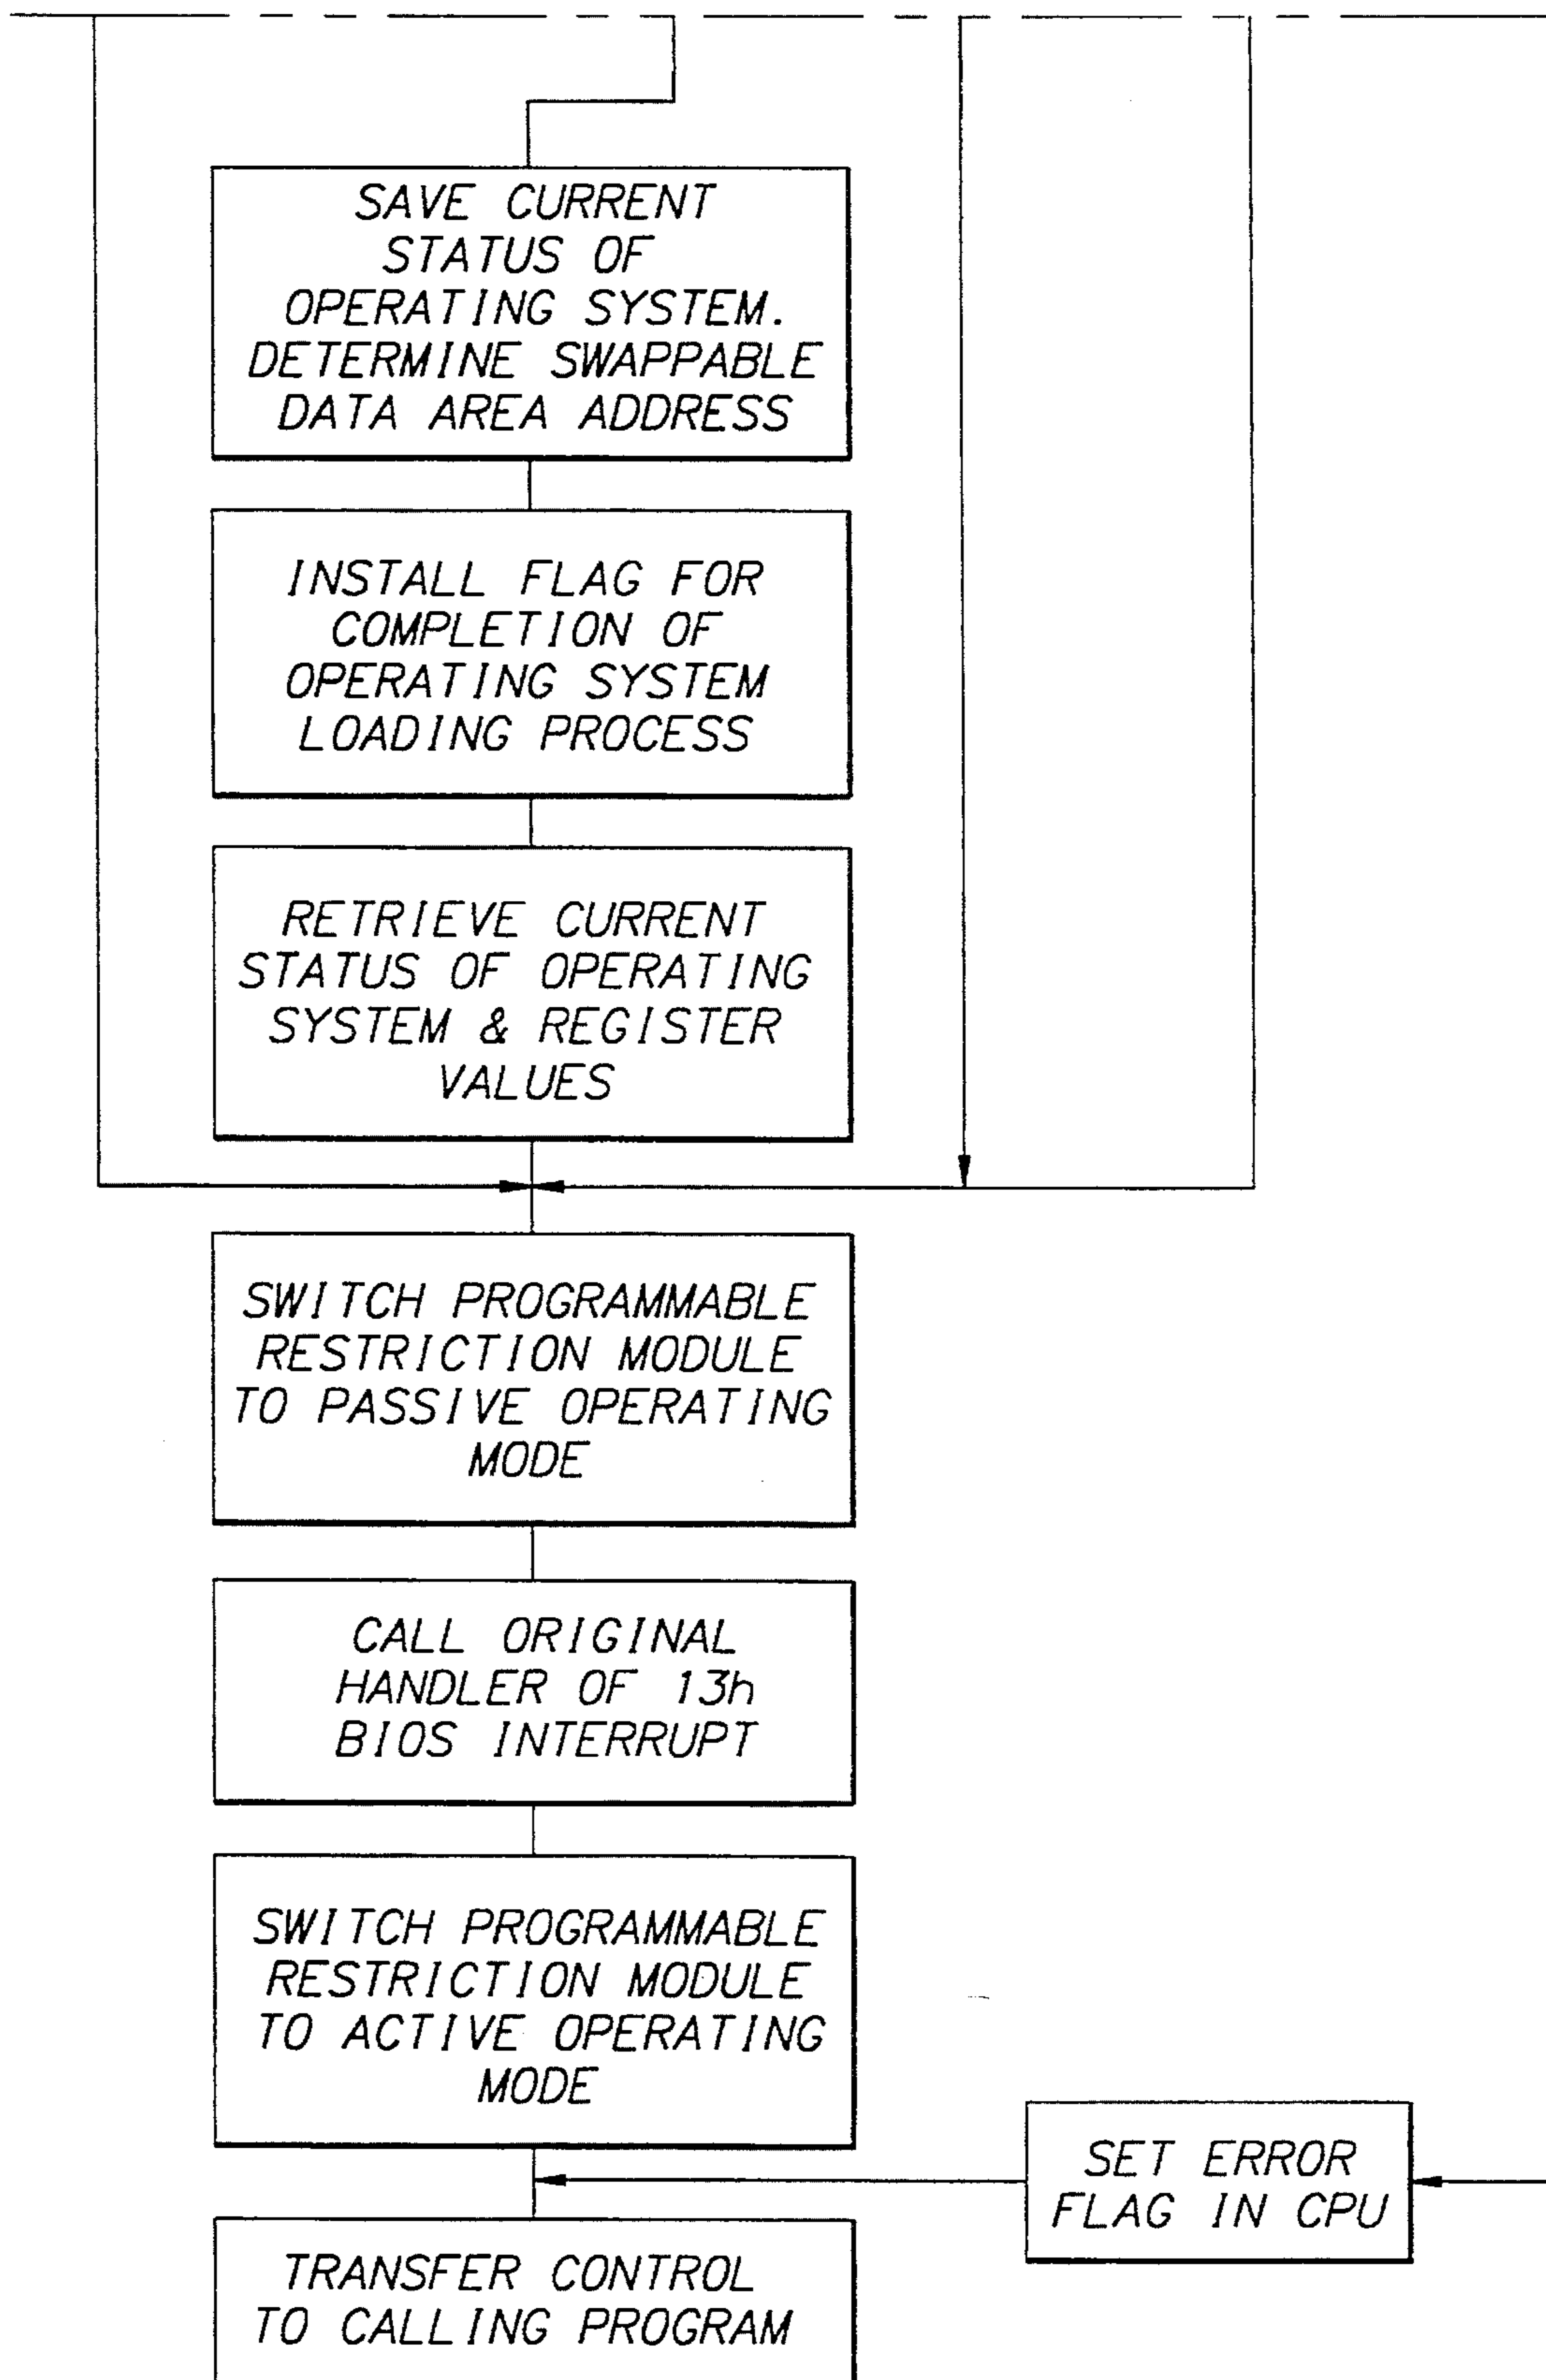 SAVE CURRENT
STATUS OF
OPERATING SYSTEM.
DETERMINE SWAPPABLE
DATA AREA ADDRESS
INSTALL FLAG FOR
COMPLETION OF
OPERATING SYSTEM
LOADING PROCESS
RETRIEVE CURRENT
STATUS OF OPERATING
SYSTEM & REGISTER
VALUES
SWITCH PROGRAMMABLE
RESTRICTION MODULE
TO PASSIVE OPERATING
MODE
CALL ORIGINAL
HANDLER OF 13h
BIOS INTERRUPT
SWITCH PROGRAMMABLE
RESTRICTION MODULE
TO ACTIVE OPERATING
MODE
SET ERROR
FLAG IN CPU
TRANSFER CONTROL
TO CALLING PROGRAM